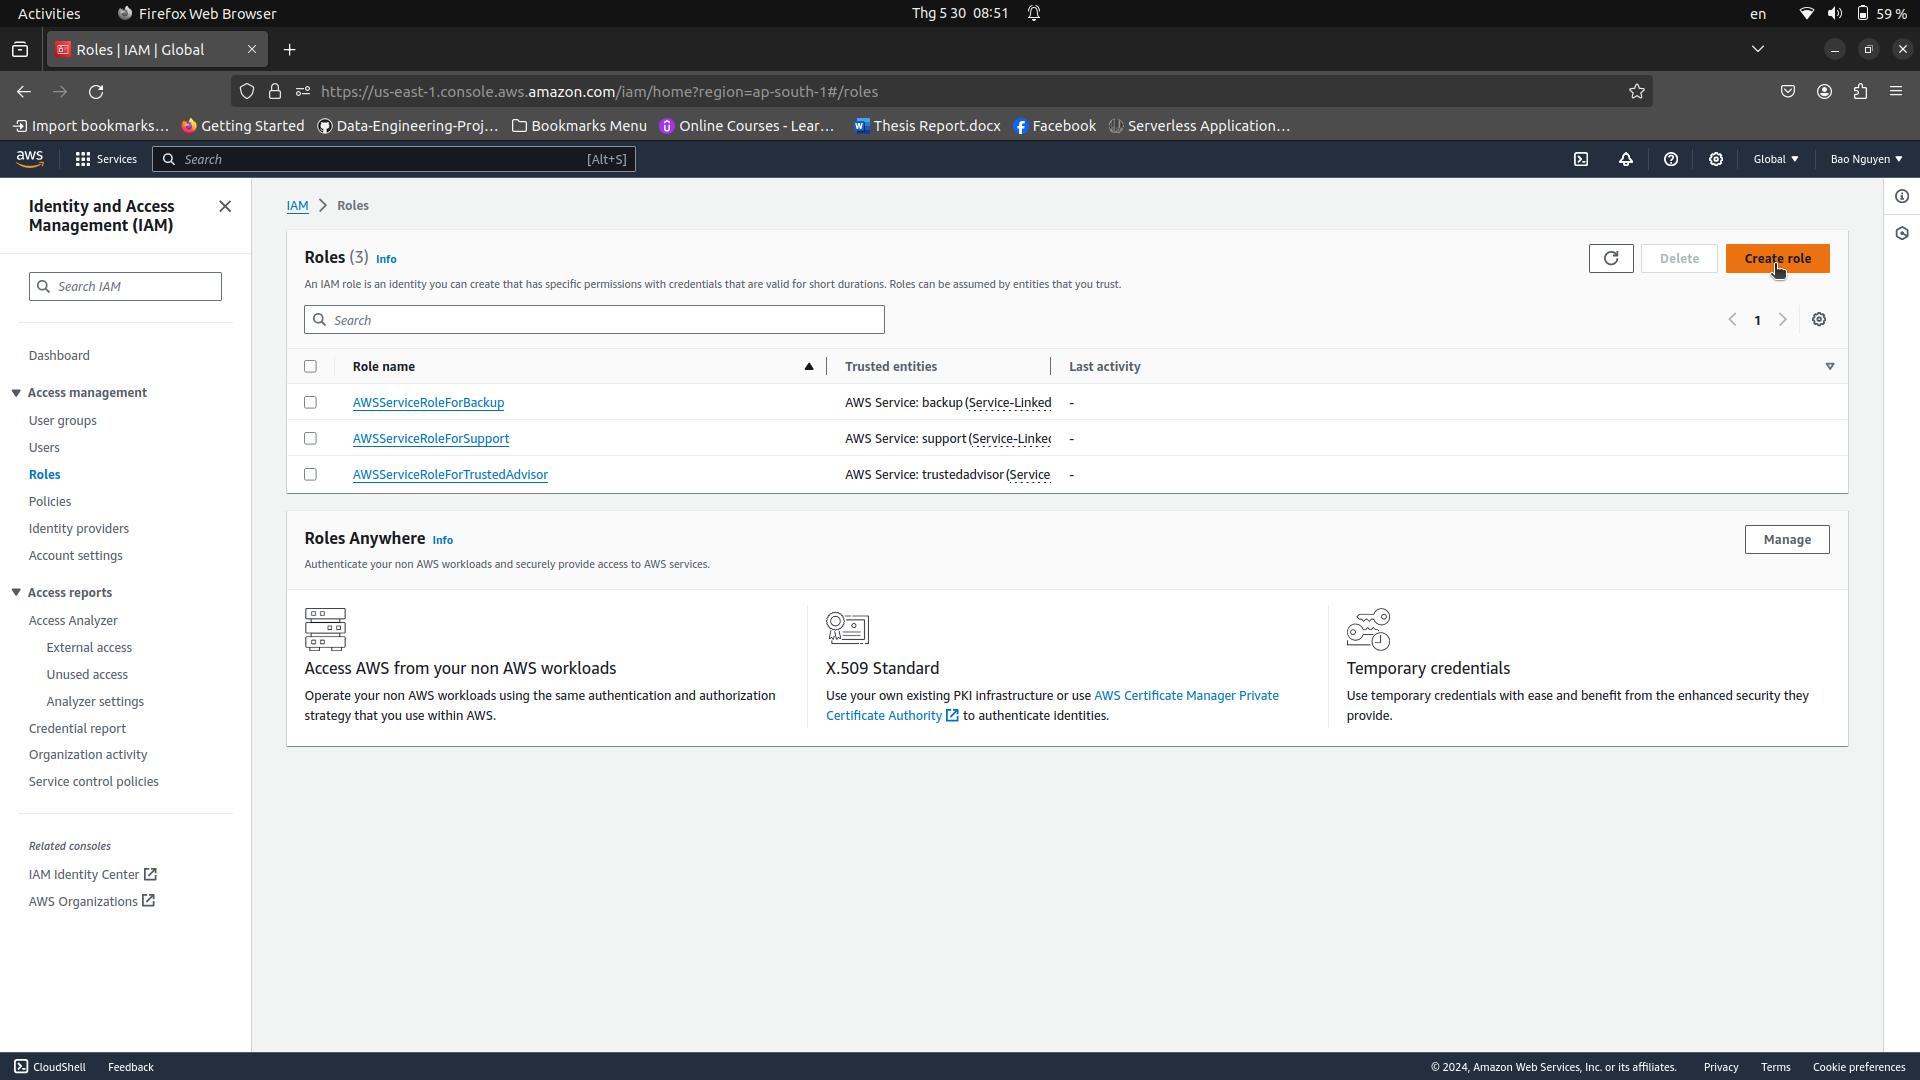 Activities
Firefox Web Browser
Thg 5 30 08:51
en
59 %
Roles | IAM | Global
https://us-east-1.console.aws.amazon.com/iam/home?region=ap-south-1#/roles
Import bookmarks...
Getting Started
Data-Engineering-Proj...
Bookmarks Menu
Online Courses - Lear...
Thesis Report.docx
Facebook
Serverless Application...
aws
Services
Search
[Alt+S]
Global
Bao Nguyen
Identity and Access
Management (IAM)
Search IAM
Dashboard
Access management
User groups
Users
Roles
Policies
Identity providers
Account settings
Access reports
Access Analyzer
External access
Unused access
Analyzer settings
Credential report
Organization activity
Service control policies
Related consoles
IAM Identity Center
AWS Organizations
IAM
Roles
Roles (3) Info
Delete
Create role
An IAM role is an identity you can create that has specific permissions with credentials that are valid for short durations. Roles can be assumed by entities that you trust.
Search
1
Role name
Trusted entities
Last activity
AWSServiceRoleForBackup
AWS Service: backup (Service-Linked
-
AWSServiceRoleForSupport
AWS Service: support (Service-Linked
-
AWSServiceRoleForTrustedAdvisor
AWS Service: trustedadvisor (Service
-
Roles Anywhere Info
Manage
Authenticate your non AWS workloads and securely provide access to AWS services.
Access AWS from your non AWS workloads
Operate your non AWS workloads using the same authentication and authorization
strategy that you use within AWS.
X.509 Standard
Use your own existing PKI infrastructure or use AWS Certificate Manager Private
Certificate Authority to authenticate identities.
Temporary credentials
Use temporary credentials with ease and benefit from the enhanced security they
provide.
CloudShell
Feedback
© 2024, Amazon Web Services, Inc. or its affiliates.
Privacy
Terms
Cookie preferences